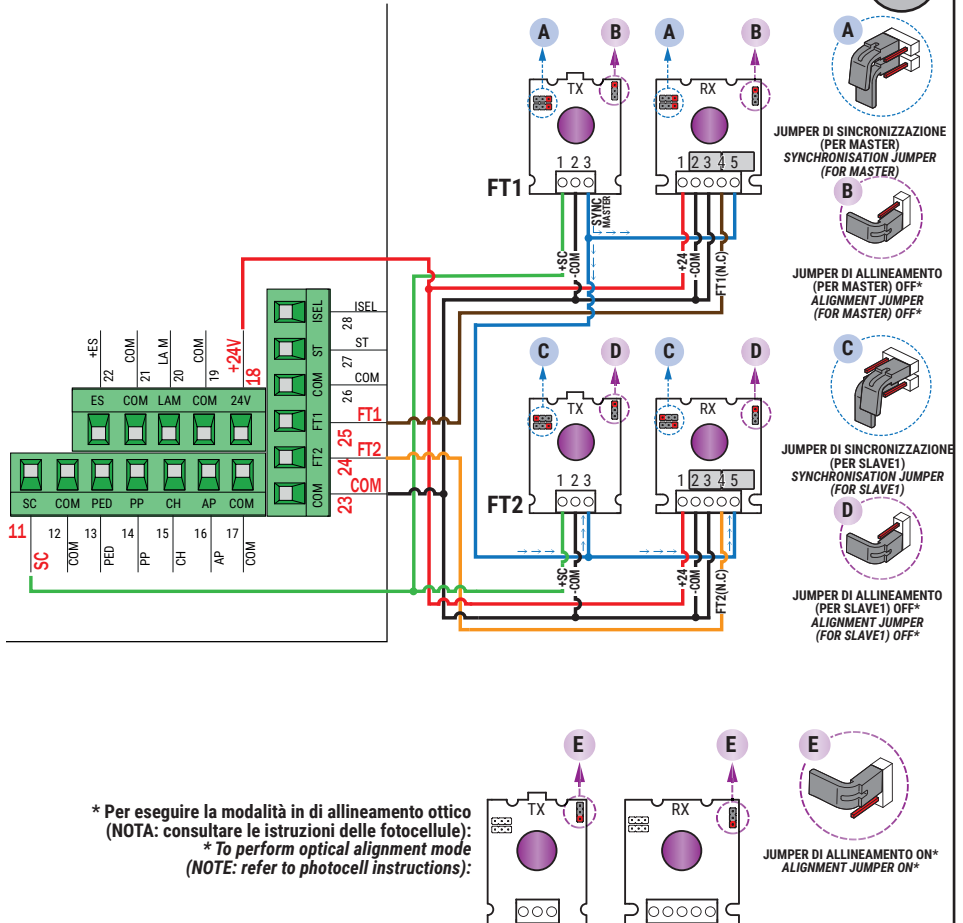 A
B
A
B
TX
RX
1 2 3
1 2 3 4 5
FT1
SYNC
MASTER
+SC
-COM
+24
-COM
FT1(N.C)
A
JUMPER DI SINCRONIZZAZIONE
(PER MASTER)
SYNCHRONISATION JUMPER
(FOR MASTER)
B
JUMPER DI ALLINEAMENTO
(PER MASTER) OFF*
ALIGNMENT JUMPER
(FOR MASTER) OFF*
ISEL
28
ISEL
ST
27
ST
COM
26
COM
FT1
25
FT1
FT2
24
FT2
COM
23
COM
+ES
22
COM
21
LA M
20
COM
19
+24V
18
ES COM LAM COM 24V
SC COM PED PP CH AP COM
11
SC
12
COM
13
PED
14
PP
15
CH
16
AP
17
COM
C
D
C
D
TX
RX
1 2 3
1 2 3 4 5
FT2
+SC
-COM
+24
-COM
FT2(N.C)
C
JUMPER DI SINCRONIZZAZIONE
(PER SLAVE1)
SYNCHRONISATION JUMPER
(FOR SLAVE1)
D
JUMPER DI ALLINEAMENTO
(PER SLAVE1) OFF*
ALIGNMENT JUMPER
(FOR SLAVE1) OFF*
* Per eseguire la modalità in di allineamento ottico
(NOTA: consultare le istruzioni delle fotocellule):
* To perform optical alignment mode
(NOTE: refer to photocell instructions):
E
E
TX
RX
E
JUMPER DI ALLINEAMENTO ON*
ALIGNMENT JUMPER ON*